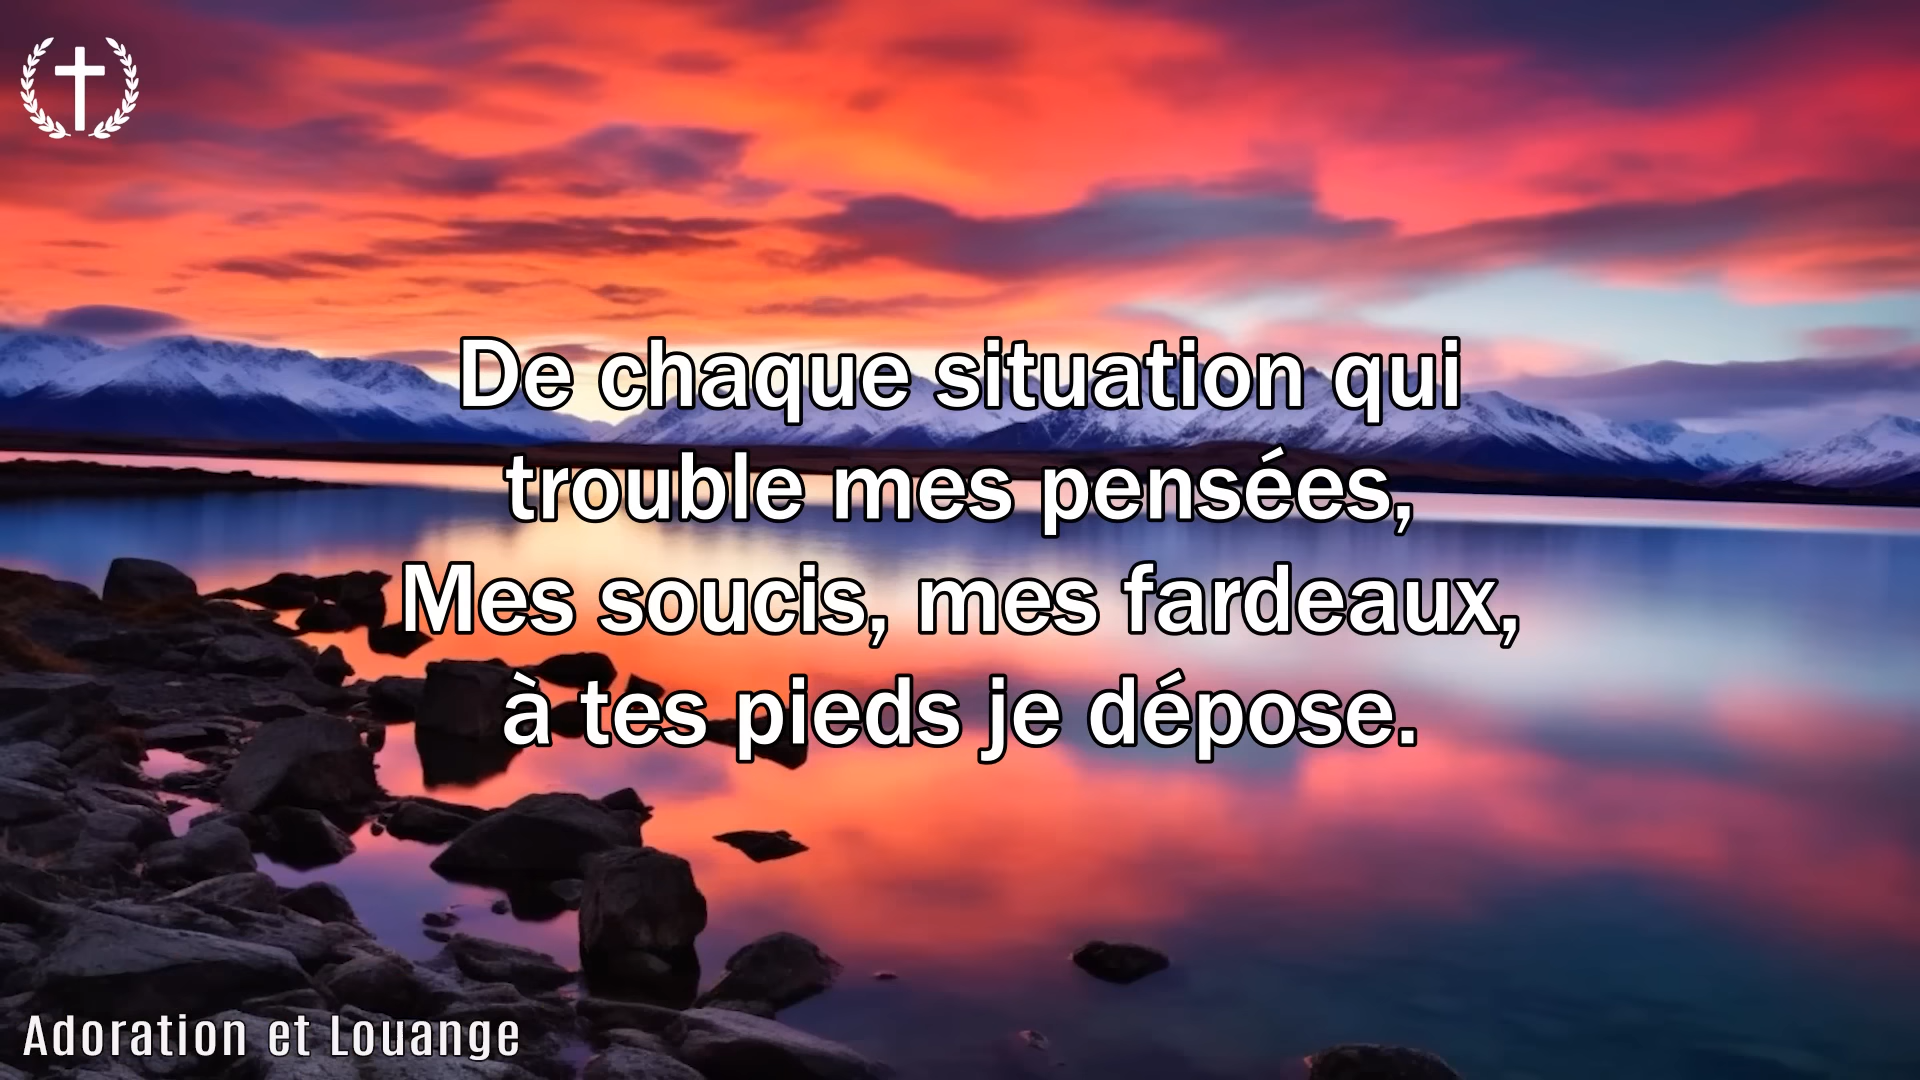 De chaque situation qui
trouble mes pensées,
Mes soucis, mes fardeaux,
à tes pieds je dépose.
Adoration et Louange